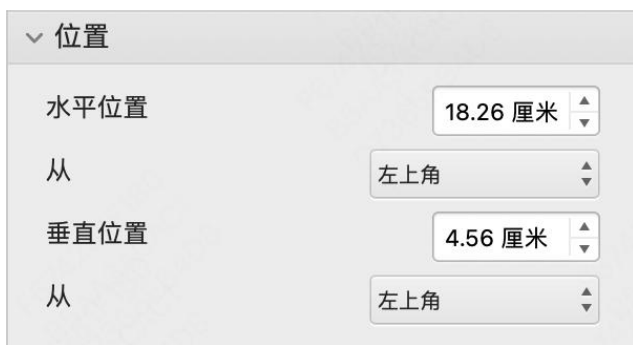 位置
水平位置 18.26 厘米
从 左上角
垂直位置 4.56 厘米
从 左上角